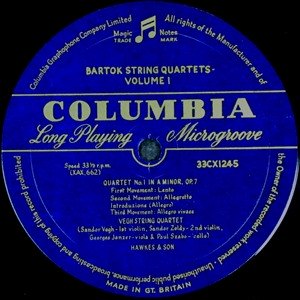 Columbia Graphophone Company Limited
All rights of the Manufacturer and of
the Owner of the recorded work reserved. Unauthorised public performance, broadcasting and copying of this record prohibited
Magic Notes
TRADE MARK
BARTOK STRING QUARTETS-
VOLUME 1
COLUMBIA
Long Playing Microgroove
Speed 33⅓ r.p.m.
(XAX.662)
33CX1245
QUARTET No.1 IN A MINOR, OP.7
First Movement: Lento
Second Movement: Allegretto
Introduzione (Allegro)
Third Movement: Allegro vivace
VEGH STRING QUARTET
(Sandor Vegh-1st violin, Sandor Zoldy-2nd violin,
Georges Janzer-viola & Paul Szabo-'cello)
HAWKES & SON
MADE IN GT. BRITAIN